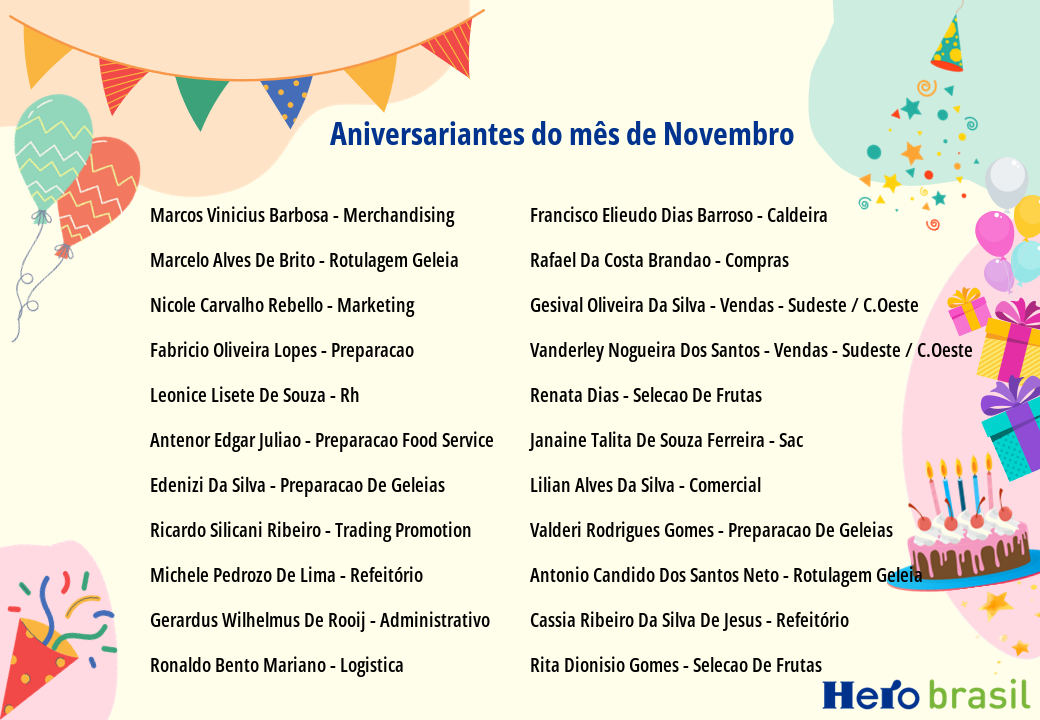 Aniversariantes do mês de Novembro
Marcos Vinicius Barbosa - Merchandising
Marcelo Alves De Brito - Rotulagem Geleia
Nicole Carvalho Rebello - Marketing
Fabricio Oliveira Lopes - Preparacao
Leonice Lisete De Souza - Rh
Antenor Edgar Juliao - Preparacao Food Service
Edenizi Da Silva - Preparacao De Geleias
Ricardo Silicani Ribeiro - Trading Promotion
Michele Pedrozo De Lima - Refeitório
Gerardus Wilhelmus De Rooij - Administrativo
Ronaldo Bento Mariano - Logistica
Francisco Elieudo Dias Barroso - Caldeira
Rafael Da Costa Brandao - Compras
Gesival Oliveira Da Silva - Vendas - Sudeste / C.Oeste
Vanderley Nogueira Dos Santos - Vendas - Sudeste / C.Oeste
Renata Dias - Selecao De Frutas
Janaine Talita De Souza Ferreira - Sac
Lilian Alves Da Silva - Comercial
Valderi Rodrigues Gomes - Preparacao De Geleias
Antonio Candido Dos Santos Neto - Rotulagem Geleia
Cassia Ribeiro Da Silva De Jesus - Refeitório
Rita Dionisio Gomes - Selecao De Frutas
Hero brasil